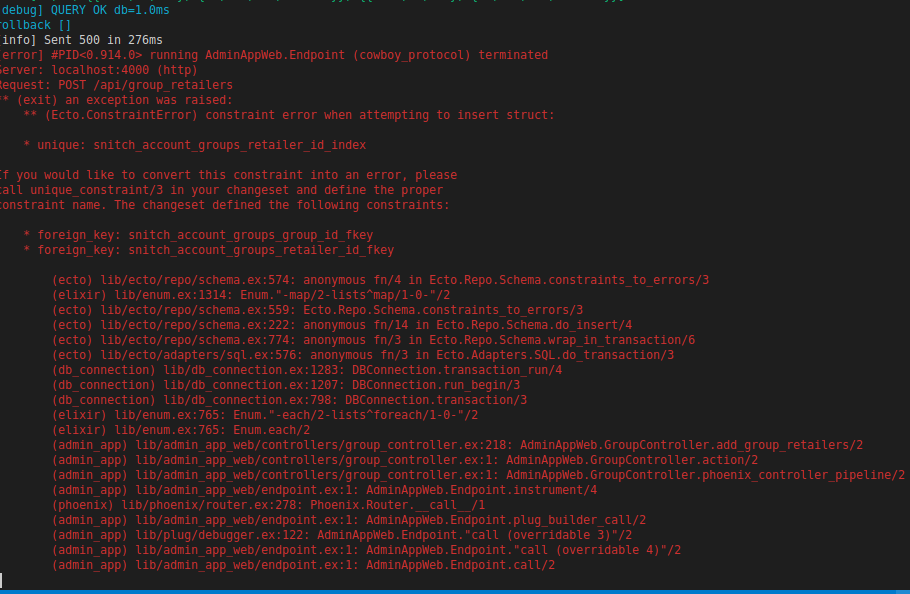 debug] QUERY OK db=1.0ms
rollback []
info] Sent 500 in 276ms
error] #PID<0.914.0> running AdminAppWeb.Endpoint (cowboy_protocol) terminated
Server: localhost:4000 (http)
Request: POST /api/group_retailers
** (exit) an exception was raised:
    ** (Ecto.ConstraintError) constraint error when attempting to insert struct:

    * unique: snitch_account_groups_retailer_id_index

If you would like to convert this constraint into an error, please
call unique_constraint/3 in your changeset and define the proper
constraint name. The changeset defined the following constraints:

    * foreign_key: snitch_account_groups_group_id_fkey
    * foreign_key: snitch_account_groups_retailer_id_fkey

        (ecto) lib/ecto/repo/schema.ex:574: anonymous fn/4 in Ecto.Repo.Schema.constraints_to_errors/3
        (elixir) lib/enum.ex:1314: Enum."-map/2-lists^map/1-0-"/2
        (ecto) lib/ecto/repo/schema.ex:559: Ecto.Repo.Schema.constraints_to_errors/3
        (ecto) lib/ecto/repo/schema.ex:222: anonymous fn/14 in Ecto.Repo.Schema.do_insert/4
        (ecto) lib/ecto/repo/schema.ex:774: anonymous fn/3 in Ecto.Repo.Schema.wrap_in_transaction/6
        (ecto) lib/ecto/adapters/sql.ex:576: anonymous fn/3 in Ecto.Adapters.SQL.do_transaction/3
        (db_connection) lib/db_connection.ex:1283: DBConnection.transaction_run/4
        (db_connection) lib/db_connection.ex:1207: DBConnection.run_begin/3
        (db_connection) lib/db_connection.ex:798: DBConnection.transaction/3
        (elixir) lib/enum.ex:765: Enum."-each/2-lists^foreach/1-0-"/2
        (elixir) lib/enum.ex:765: Enum.each/2
        (admin_app) lib/admin_app_web/controllers/group_controller.ex:218: AdminAppWeb.GroupController.add_group_retailers/2
        (admin_app) lib/admin_app_web/controllers/group_controller.ex:1: AdminAppWeb.GroupController.action/2
        (admin_app) lib/admin_app_web/controllers/group_controller.ex:1: AdminAppWeb.GroupController.phoenix_controller_pipeline/2
        (admin_app) lib/admin_app_web/endpoint.ex:1: AdminAppWeb.Endpoint.instrument/4
        (phoenix) lib/phoenix/router.ex:278: Phoenix.Router.__call__/1
        (admin_app) lib/admin_app_web/endpoint.ex:1: AdminAppWeb.Endpoint.plug_builder_call/2
        (admin_app) lib/plug/debugger.ex:122: AdminAppWeb.Endpoint."call (overridable 3)"/2
        (admin_app) lib/admin_app_web/endpoint.ex:1: AdminAppWeb.Endpoint."call (overridable 4)"/2
        (admin_app) lib/admin_app_web/endpoint.ex:1: AdminAppWeb.Endpoint.call/2